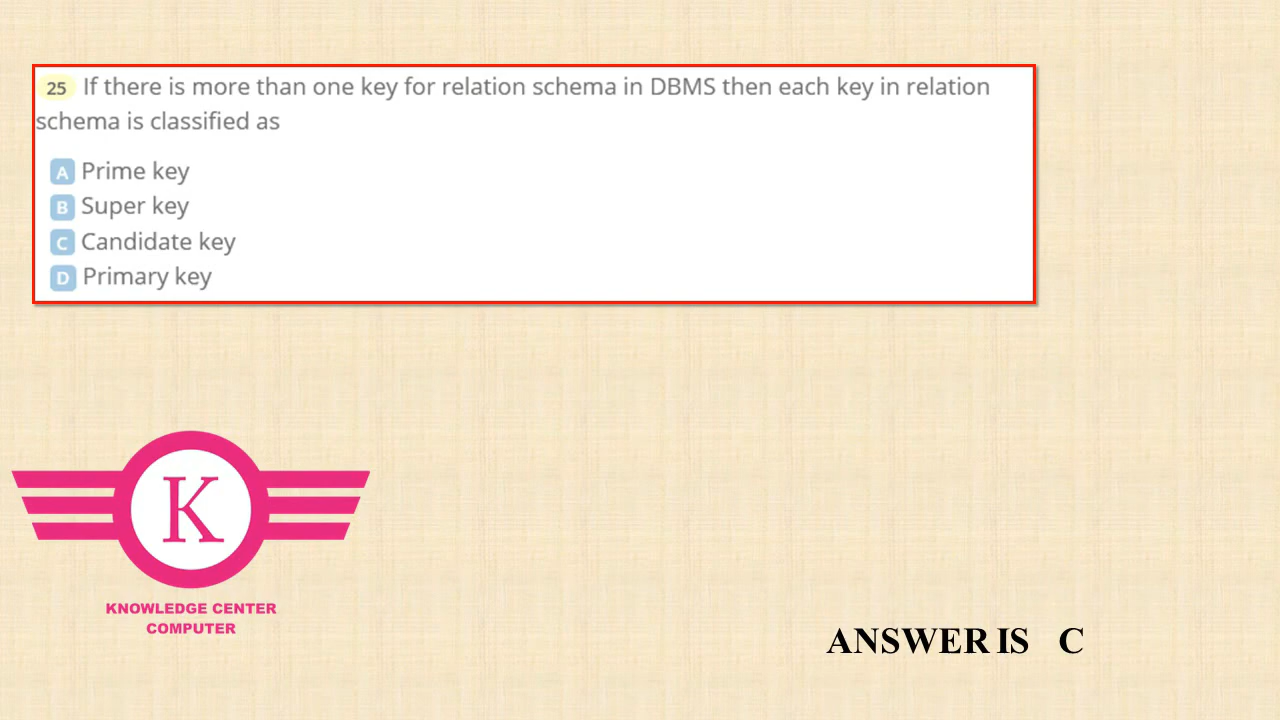 25 If there is more than one key for relation schema in DBMS then each key in relation
schema is classified as
A Prime key
B Super key
C Candidate key
D Primary key
K
KNOWLEDGE CENTER
COMPUTER
ANSWER IS C